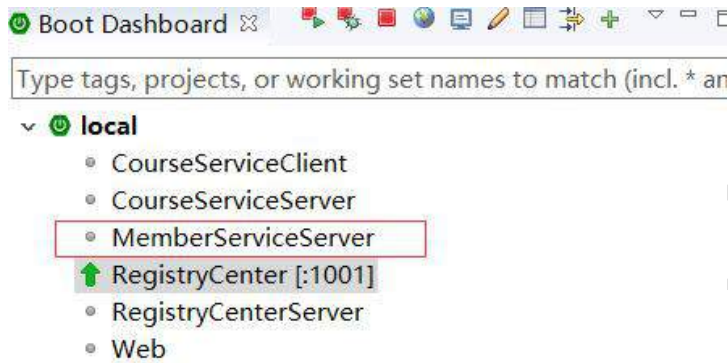 Boot Dashboard
Type tags, projects, or working set names to match (incl. * an
local
CourseServiceClient
CourseServiceServer
MemberServiceServer
RegistryCenter [:1001]
RegistryCenterServer
Web